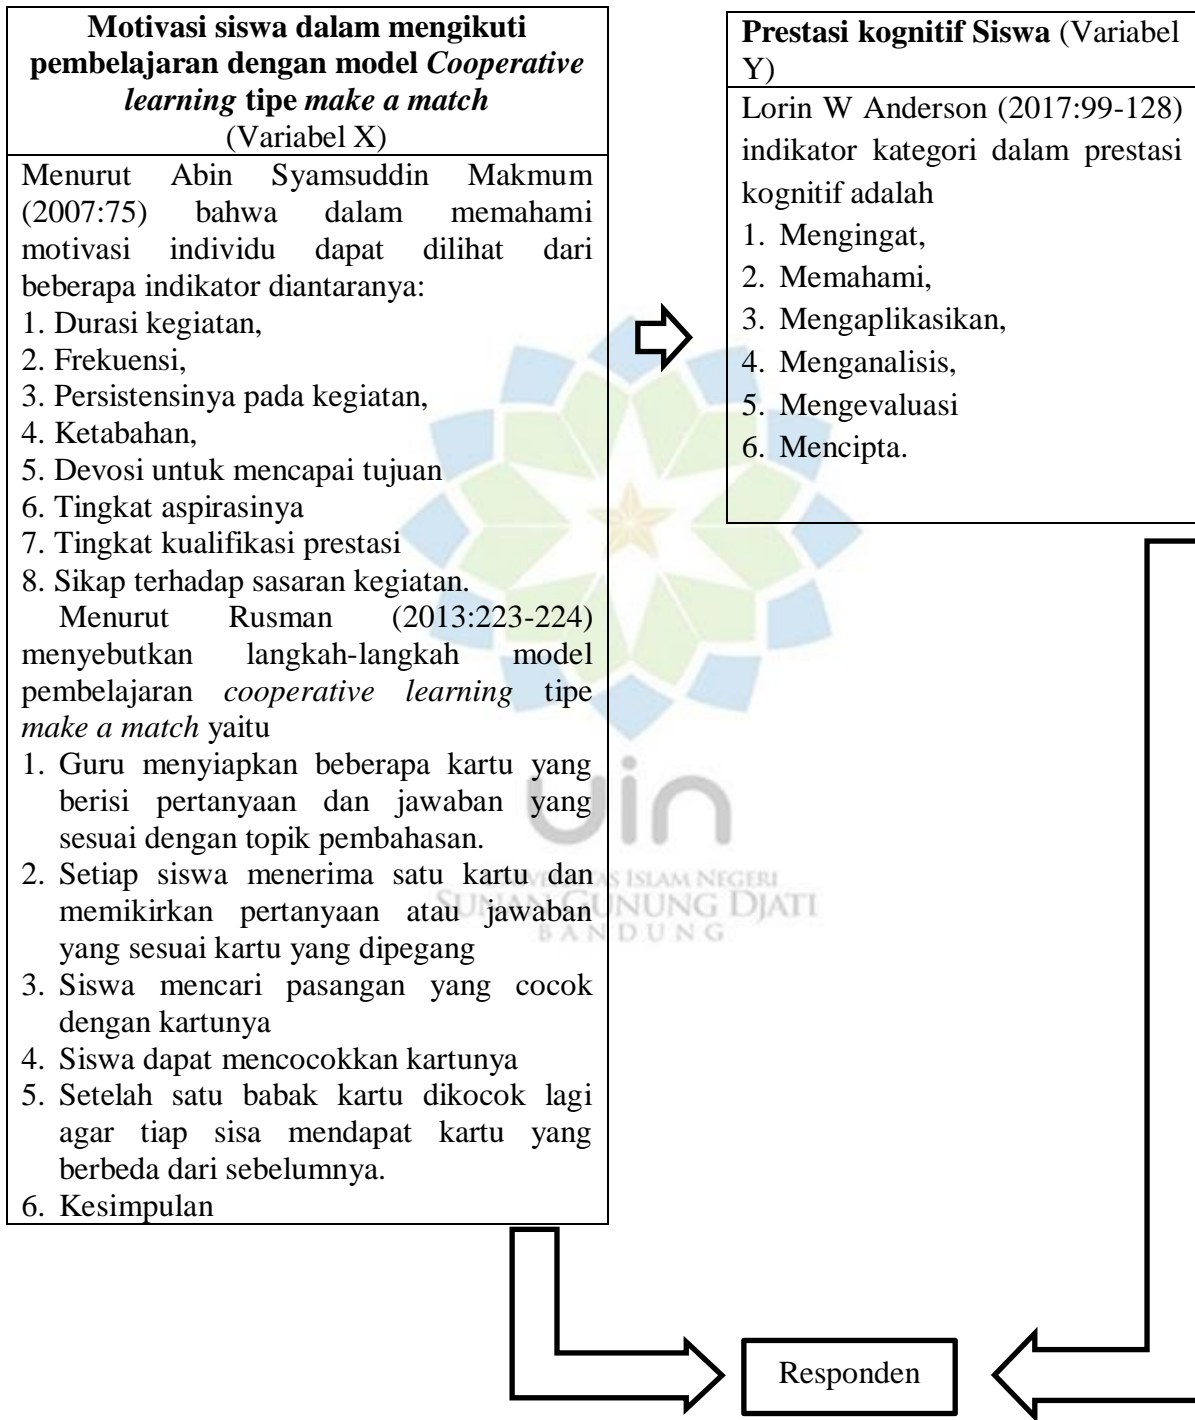 Motivasi siswa dalam mengikuti
pembelajaran dengan model Cooperative
learning tipe make a match
(Variabel X)
Menurut Abin Syamsuddin Makmum
(2007:75) bahwa dalam memahami
motivasi individu dapat dilihat dari
beberapa indikator diantaranya:
1. Durasi kegiatan,
2. Frekuensi,
3. Persistensinya pada kegiatan,
4. Ketabahan,
5. Devosi untuk mencapai tujuan
6. Tingkat aspirasinya
7. Tingkat kualifikasi prestasi
8. Sikap terhadap sasaran kegiatan.
Menurut Rusman (2013:223-224)
menyebutkan langkah-langkah model
pembelajaran cooperative learning tipe
make a match yaitu
1. Guru menyiapkan beberapa kartu yang
berisi pertanyaan dan jawaban yang
sesuai dengan topik pembahasan.
2. Setiap siswa menerima satu kartu dan
memikirkan pertanyaan atau jawaban
yang sesuai kartu yang dipegang
3. Siswa mencari pasangan yang cocok
dengan kartunya
4. Siswa dapat mencocokkan kartunya
5. Setelah satu babak kartu dikocok lagi
agar tiap sisa mendapat kartu yang
berbeda dari sebelumnya.
6. Kesimpulan
Prestasi kognitif Siswa (Variabel
Y)
Lorin W Anderson (2017:99-128)
indikator kategori dalam prestasi
kognitif adalah
1. Mengingat,
2. Memahami,
3. Mengaplikasikan,
4. Menganalisis,
5. Mengevaluasi
6. Mencipta.
uin
ISLAM NEGERI
SUNAN GUNUNG DJATI
BANDUNG
Responden